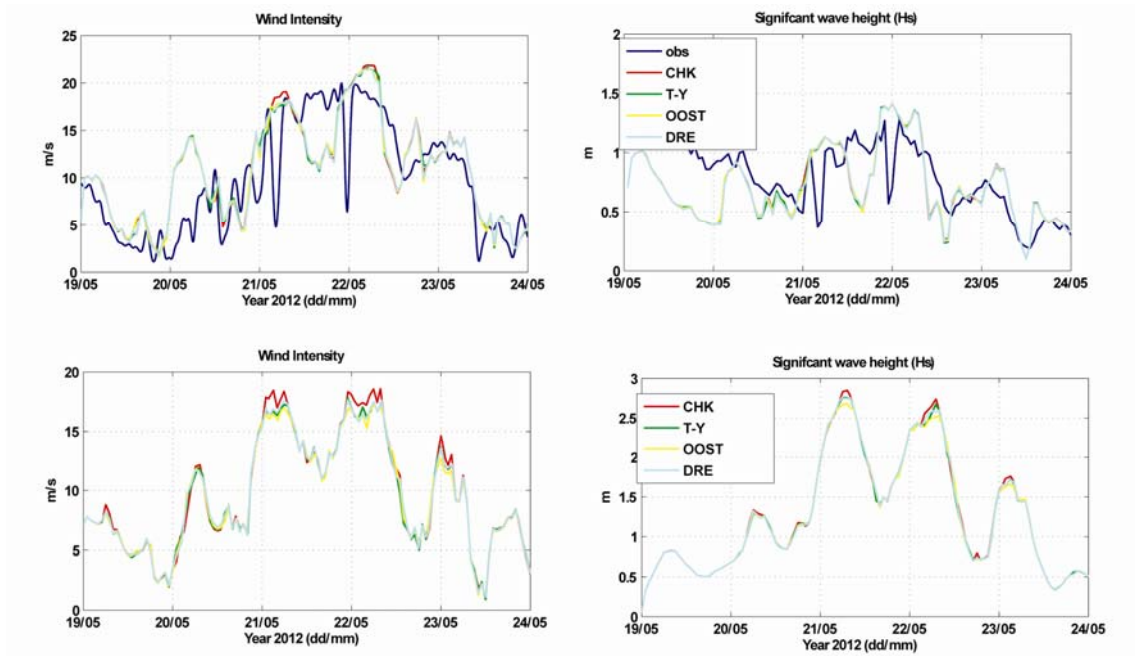 Wind Intensity
25
20
15
10
5
0
m/s
19/05 20/05 21/05 22/05 23/05 24/05
Year 2012 (dd/mm)
Signifcant wave height (Hs)
2
1.5
1
0.5
0
m
obs
CHK
T-Y
OOST
DRE
19/05 20/05 21/05 22/05 23/05 24/05
Year 2012 (dd/mm)
Wind Intensity
20
15
10
5
0
m/s
19/05 20/05 21/05 22/05 23/05 24/05
Year 2012 (dd/mm)
Signifcant wave height (Hs)
3
2.5
2
1.5
1
0.5
0
m
CHK
T-Y
OOST
DRE
19/05 20/05 21/05 22/05 23/05 24/05
Year 2012 (dd/mm)